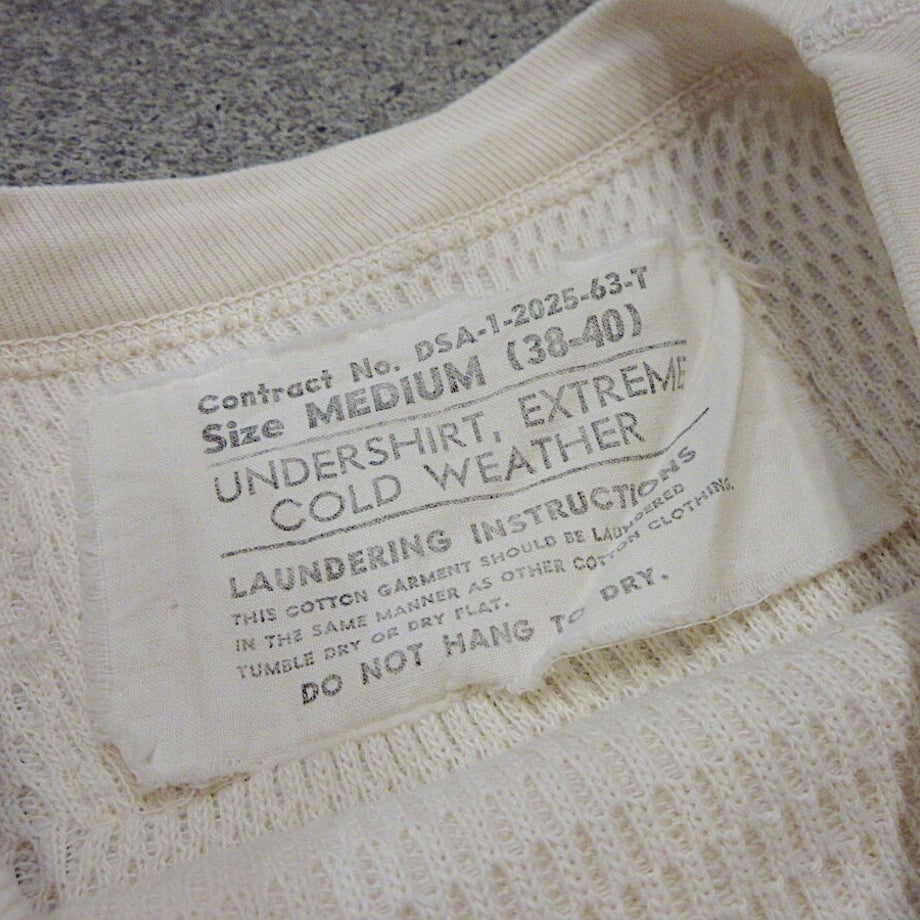 Contract No. DSA-1-2025-63-T
Size MEDIUM (38-40)
UNDERSHIRT, EXTREME
COLD WEATHER
LAUNDERING INSTRUCTIONS
THIS COTTON GARMENT SHOULD BE LAUNDERED
IN THE SAME MANNER AS OTHER COTTON CLOTHING.
TUMBLE DRY OR DRY FLAT.
DO NOT HANG TO DRY.